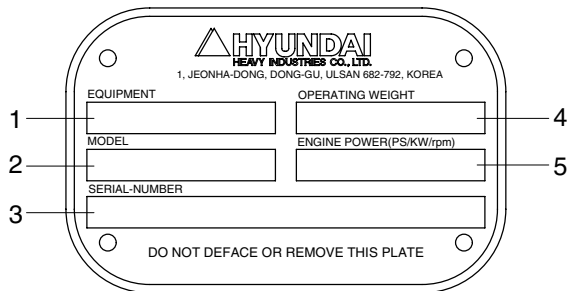 HYUNDAI
HEAVY INDUSTRIES CO., LTD.
1, JEONHA-DONG, DONG-GU, ULSAN 682-792, KOREA
EQUIPMENT OPERATING WEIGHT
1 4
MODEL ENGINE POWER(PS/KW/rpm)
2 5
SERIAL-NUMBER
3
DO NOT DEFACE OR REMOVE THIS PLATE